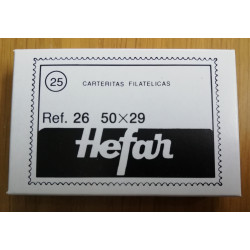 25 CARTERITAS FILATELICAS
Ref. 26 50×29
Hefar